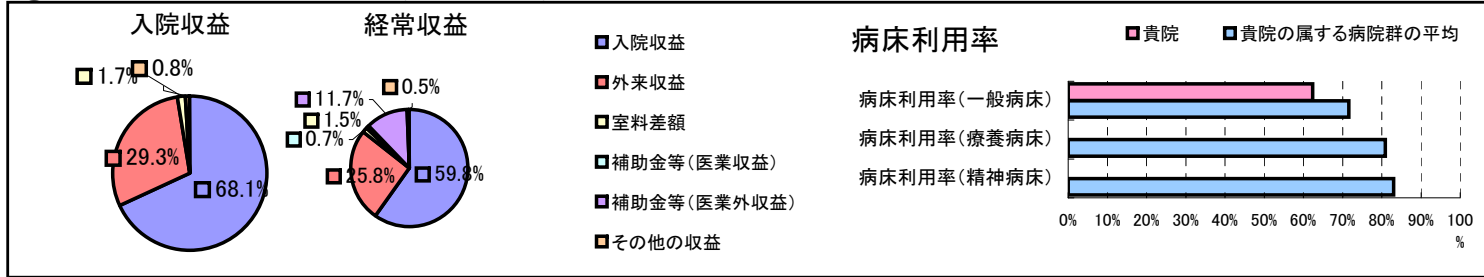 入院収益
1.7%
0.8%
29.3%
68.1%
経常収益
0.5%
11.7%
1.5%
0.7%
25.8%
59.8%
入院収益
外来収益
室料差額
補助金等(医業収益)
補助金等(医業外収益)
その他の収益
病床利用率
貴院
貴院の属する病院群の平均
病床利用率(一般病床)
病床利用率(療養病床)
病床利用率(精神病床)
0% 10% 20% 30% 40% 50% 60% 70% 80% 90% 100
%